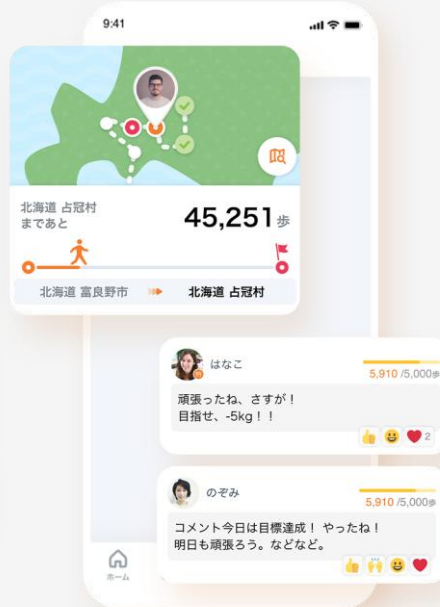 9:41
北海道 占冠村
まであと
45,251歩
北海道 富良野市
北海道 占冠村
はなこ
5,910 /5,000歩
頑張ったね、さすが！
目指せ、-5kg！！
2
のぞみ
5,910 /5,000歩
コメント今日は目標達成！ やったね！
明日も頑張ろう。などなど。
ホーム